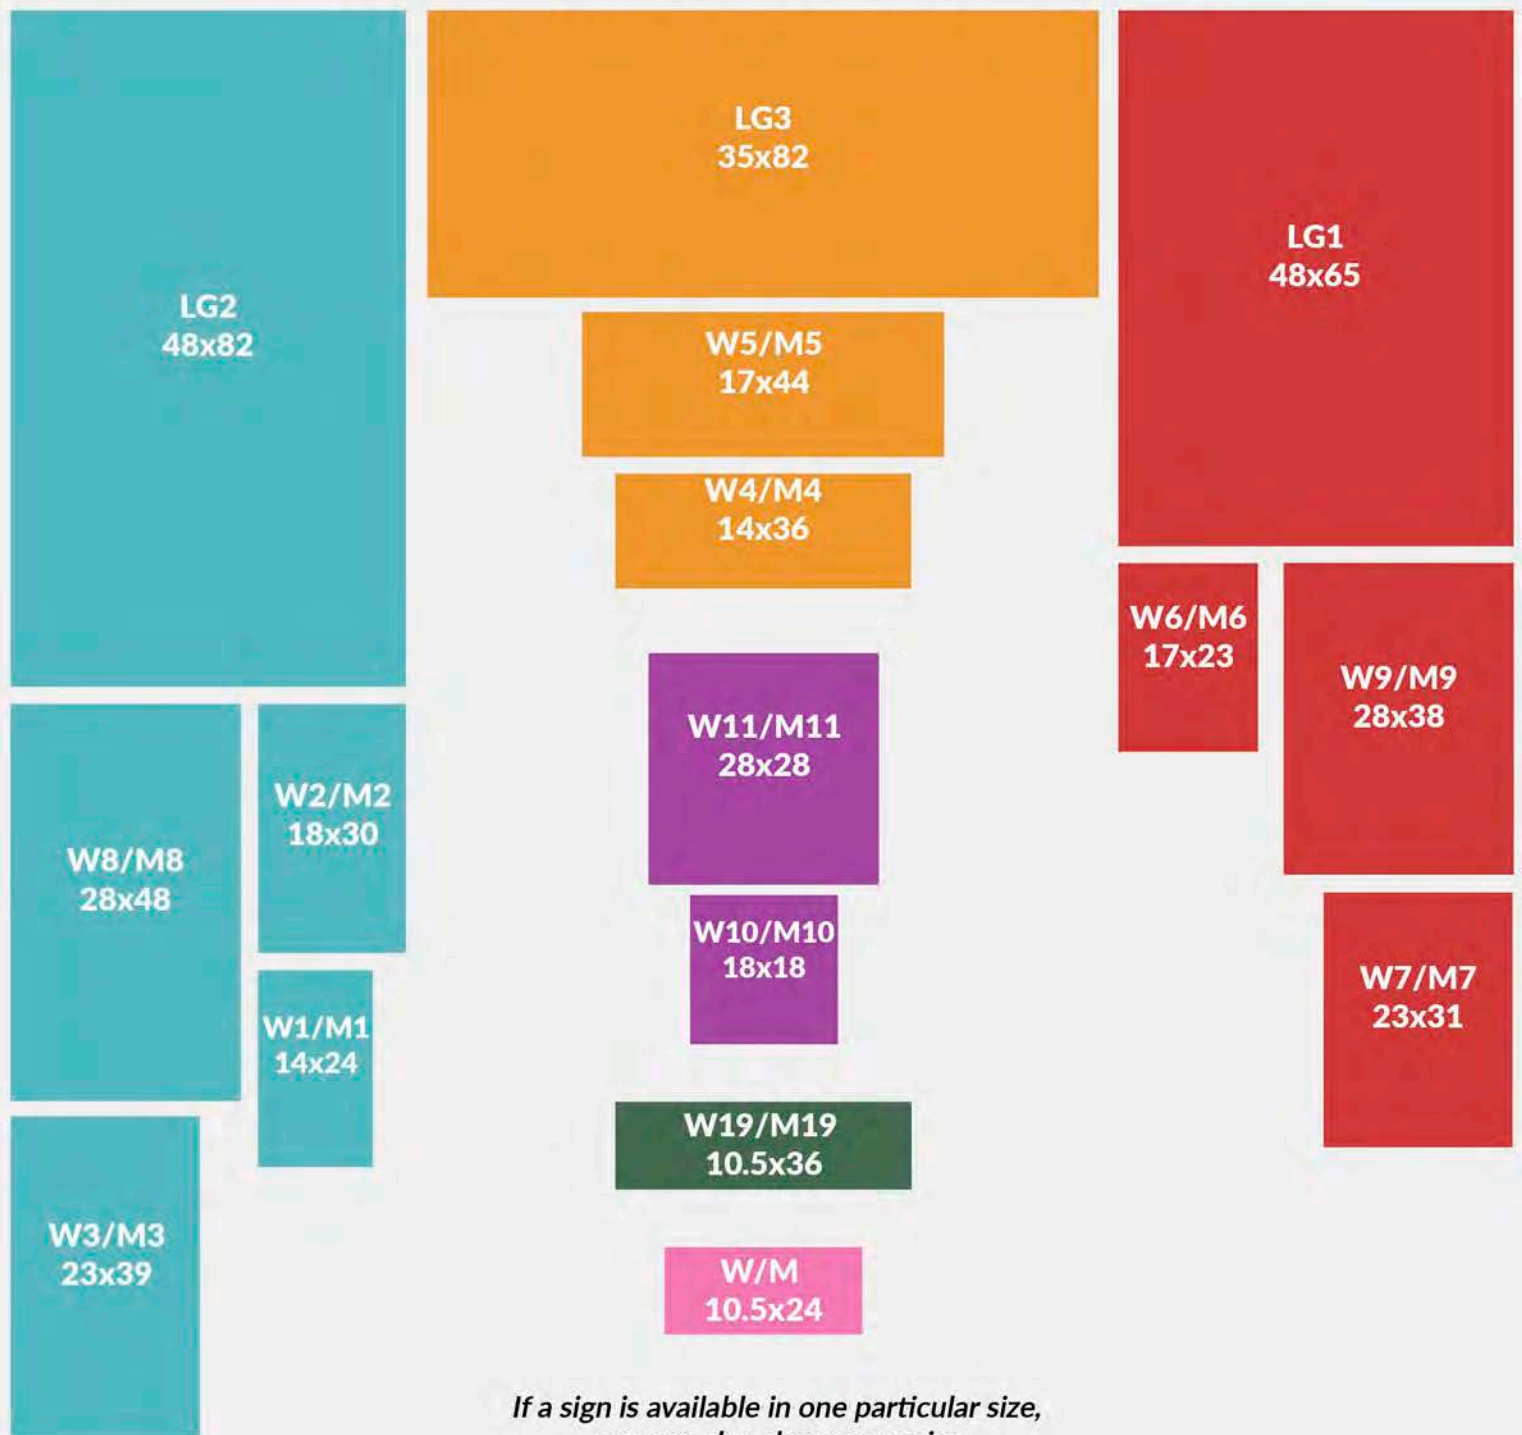 LG2
48x82
W8/M8
28x48
W2/M2
18x30
W1/M1
14x24
W3/M3
23x39
LG3
35x82
W5/M5
17x44
W4/M4
14x36
W11/M11
28x28
W10/M10
18x18
W19/M19
10.5x36
W/M
10.5x24
LG1
48x65
W6/M6
17x23
W9/M9
28x38
W7/M7
23x31
If a sign is available in one particular size,